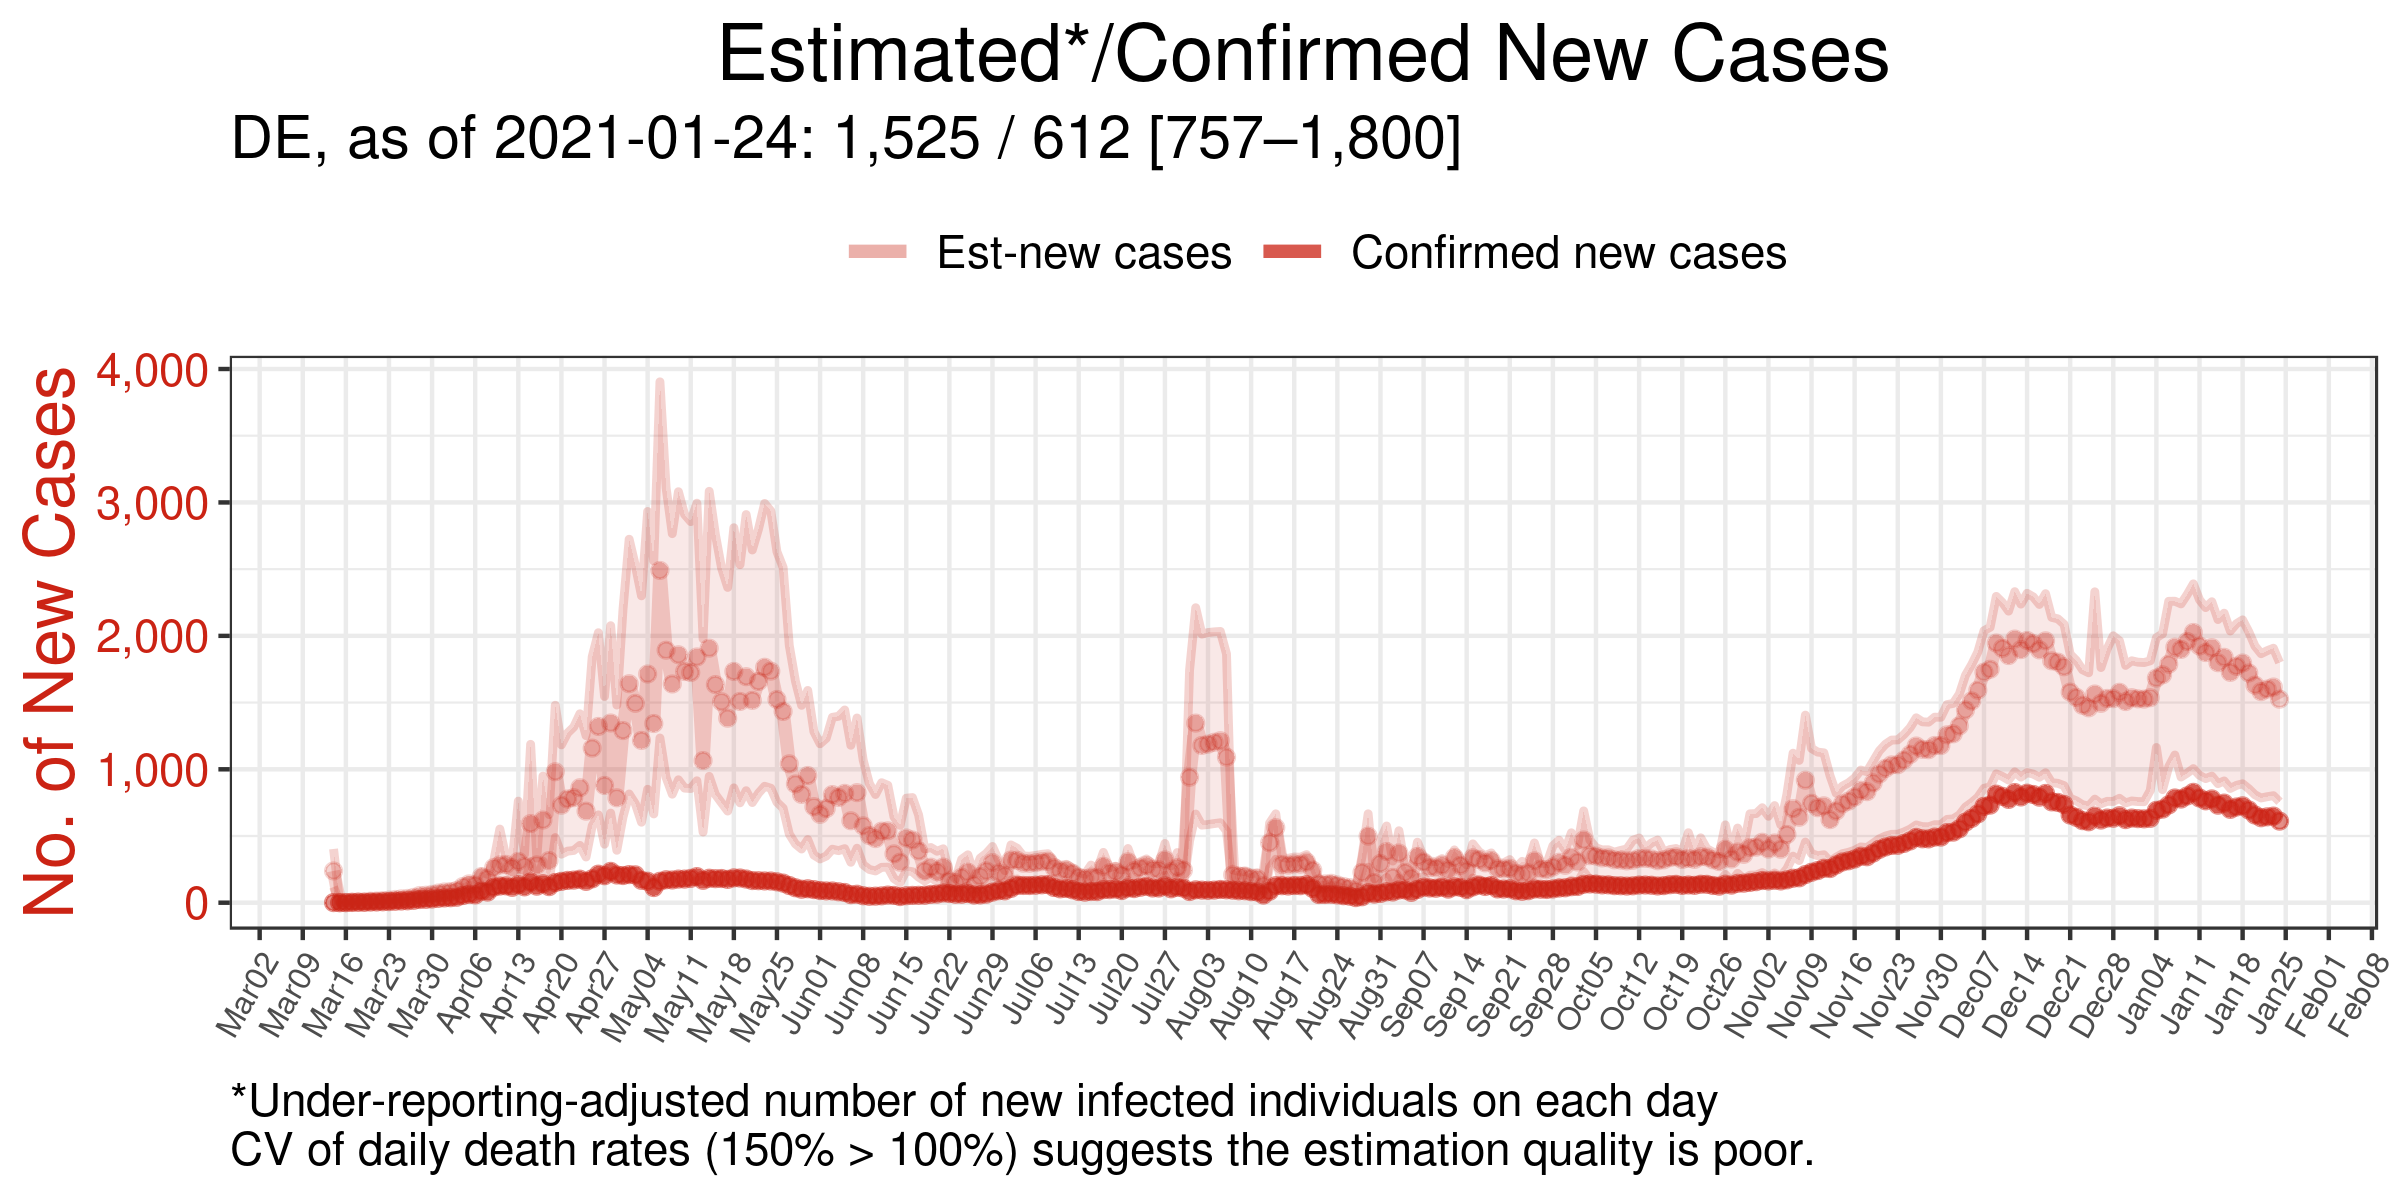 Estimated*/Confirmed New Cases
DE, as of 2021-01-24: 1,525 / 612 [757–1,800]
Est-new cases
Confirmed new cases
No. of New Cases
4,000
3,000
2,000
1,000
0
Mar02
Mar09
Mar16
Mar23
Mar30
Apr06
Apr13
Apr20
Apr27
May04
May11
May18
May25
Jun01
Jun08
Jun15
Jun22
Jun29
Jul06
Jul13
Jul20
Jul27
Aug03
Aug10
Aug17
Aug24
Aug31
Sep07
Sep14
Sep21
Sep28
Oct05
Oct12
Oct19
Oct26
Nov02
Nov09
Nov16
Nov23
Nov30
Dec07
Dec14
Dec21
Dec28
Jan04
Jan11
Jan18
Jan25
Feb01
Feb08
*Under-reporting-adjusted number of new infected individuals on each day
CV of daily death rates (150% > 100%) suggests the estimation quality is poor.